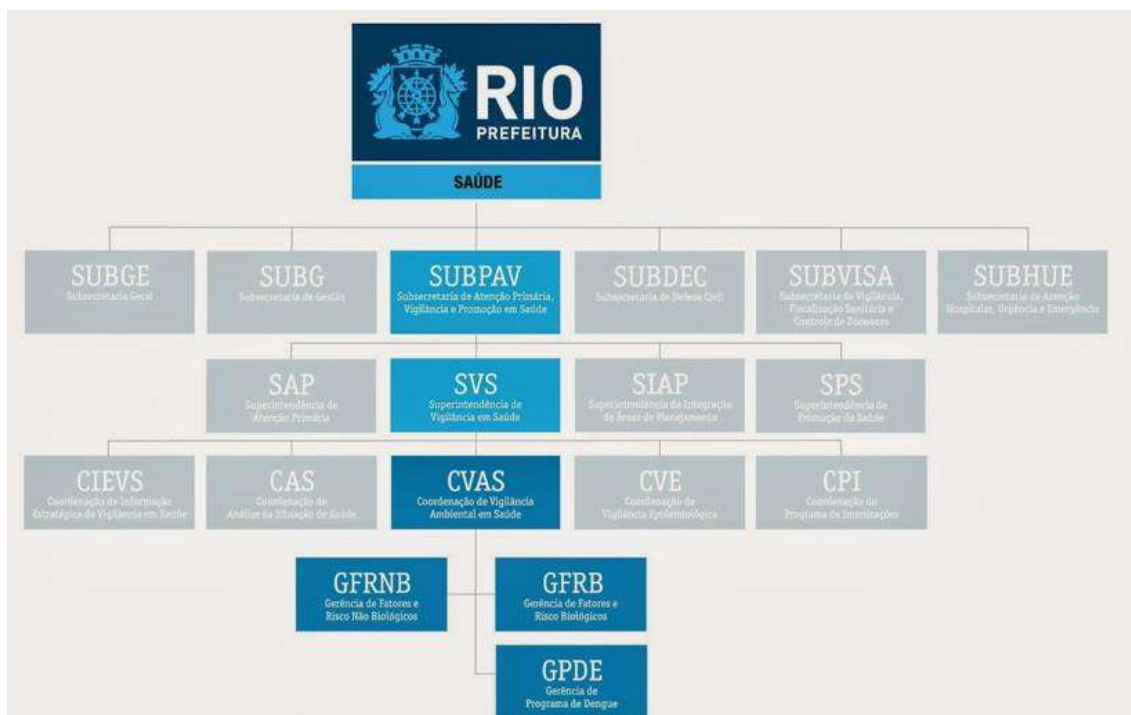 RIO
PREFEITURA
SAÚDE
SUBGE
Subsecretaria Geral
SUBG
Subsecretaria de Gestão
SUBPAV
Subsecretaria de Atenção Primária,
Vigilância e Promoção em Saúde
SUBDEC
Subsecretaria de Defesa Civil
SUBVISA
Subsecretaria de Vigilância,
Fiscalização Sanitária e
Controle de Zoonoses
SUBHUE
Subsecretaria de Atenção
Hospitalar, Urgência e Emergência
SAP
Superintendência de
Atenção Primária
SVS
Superintendência de
Vigilância em Saúde
SIAP
Superintendência de Integração
de Áreas de Planejamento
SPS
Superintendência de
Promoção da Saúde
CIEVS
Coordenação de Informação
Estratégica de Vigilância em Saúde
CAS
Coordenação de
Análise da Situação de Saúde
CVAS
Coordenação de Vigilância
Ambiental em Saúde
CVE
Coordenação de
Vigilância Epidemiológica
CPI
Coordenação do
Programa de Imunizações
GFRNB
Gerência de Fatores e
Risco Não Biológicos
GFRB
Gerência de Fatores e
Risco Biológicos
GPDE
Gerência de
Programa de Dengue